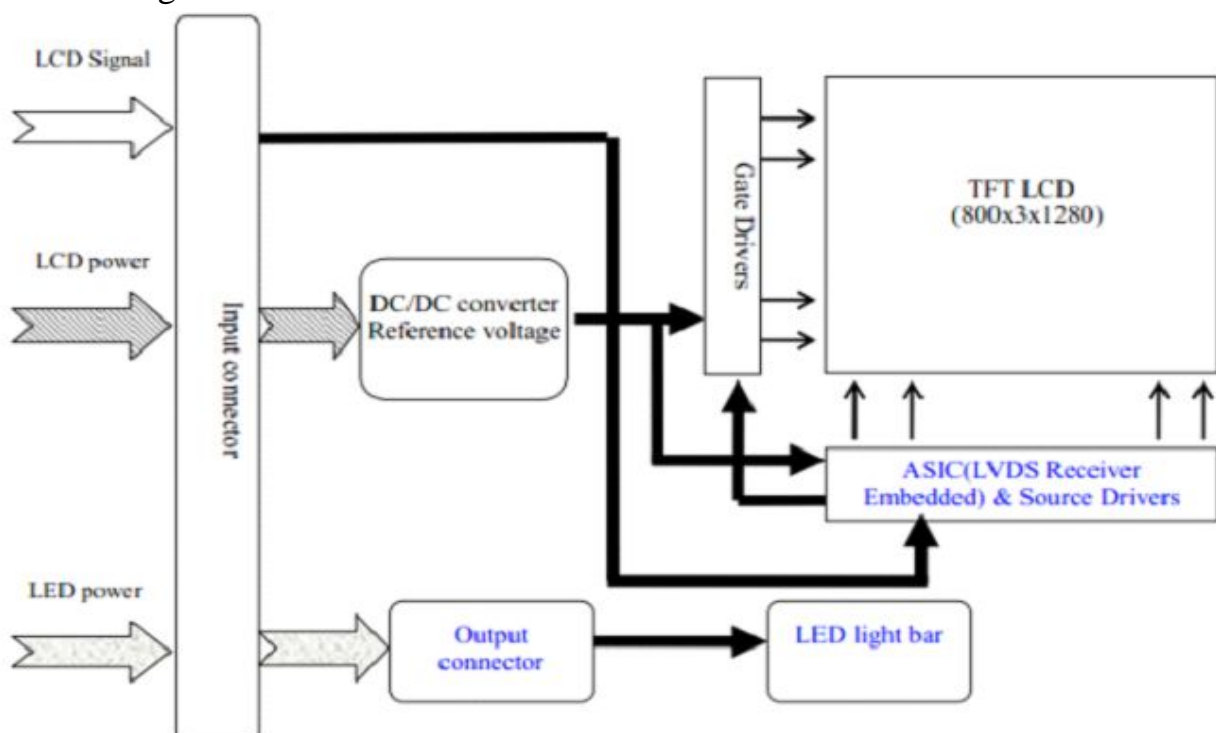 LCD Signal
LCD power
LED power
Input connector
DC/DC converter
Reference voltage
Gate Drivers
TFT LCD
(800x3x1280)
ASIC(LVDS Receiver
Embedded) & Source Drivers
Output
connector
LED light bar